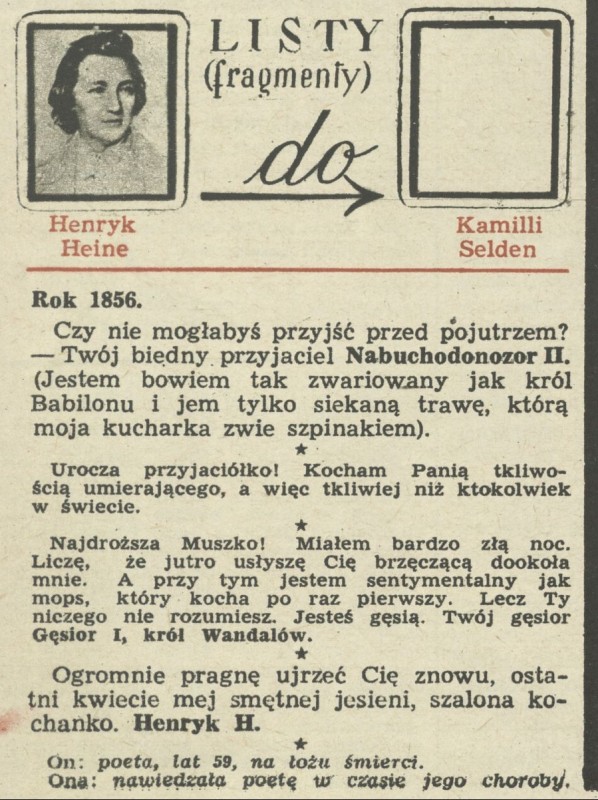 LISTY
(fragmenty)
do
Henryk
Heine
Kamilli
Selden
Rok 1856.
Czy nie mogłabyś przyjść przed pojutrzem?
— Twój biedny przyjaciel Nabuchodonozor II.
(Jestem bowiem tak zwariowany jak król
Babilonu i jem tylko siekaną trawę, którą
moja kucharka zwie szpinakiem).
Urocza przyjaciółko! Kocham Panią tkliwo-
ścią umierającego, a więc tkliwiej niż ktokolwiek
w świecie.
Najdroższa Muszko! Miałem bardzo złą noc.
Liczę, że jutro usłyszę Cię brzęczącą dookoła
mnie. A przy tym jestem sentymentalny jak
mops, który kocha po raz pierwszy. Lecz Ty
niczego nie rozumiesz. Jesteś gęsią. Twój gęsior
Gęsior I, król Wandalów.
Ogromnie pragnę ujrzeć Cię znowu, osta-
tni kwiecie mej smętnej jesieni, szalona ko-
chanko. Henryk H.
On: poeta, lat 59, na łożu śmierci.
Ona: nawiedzała poetę w czasie jego choroby.